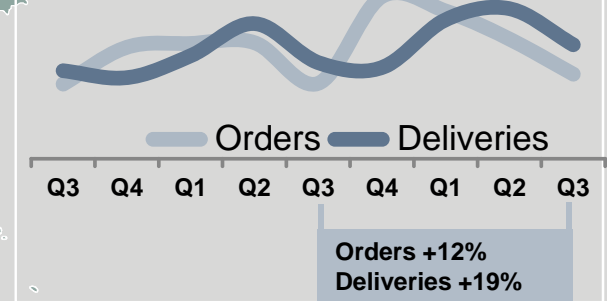 Orders Deliveries
Q3 Q4 Q1 Q2 Q3 Q4 Q1 Q2 Q3
Orders +12%
Deliveries +19%